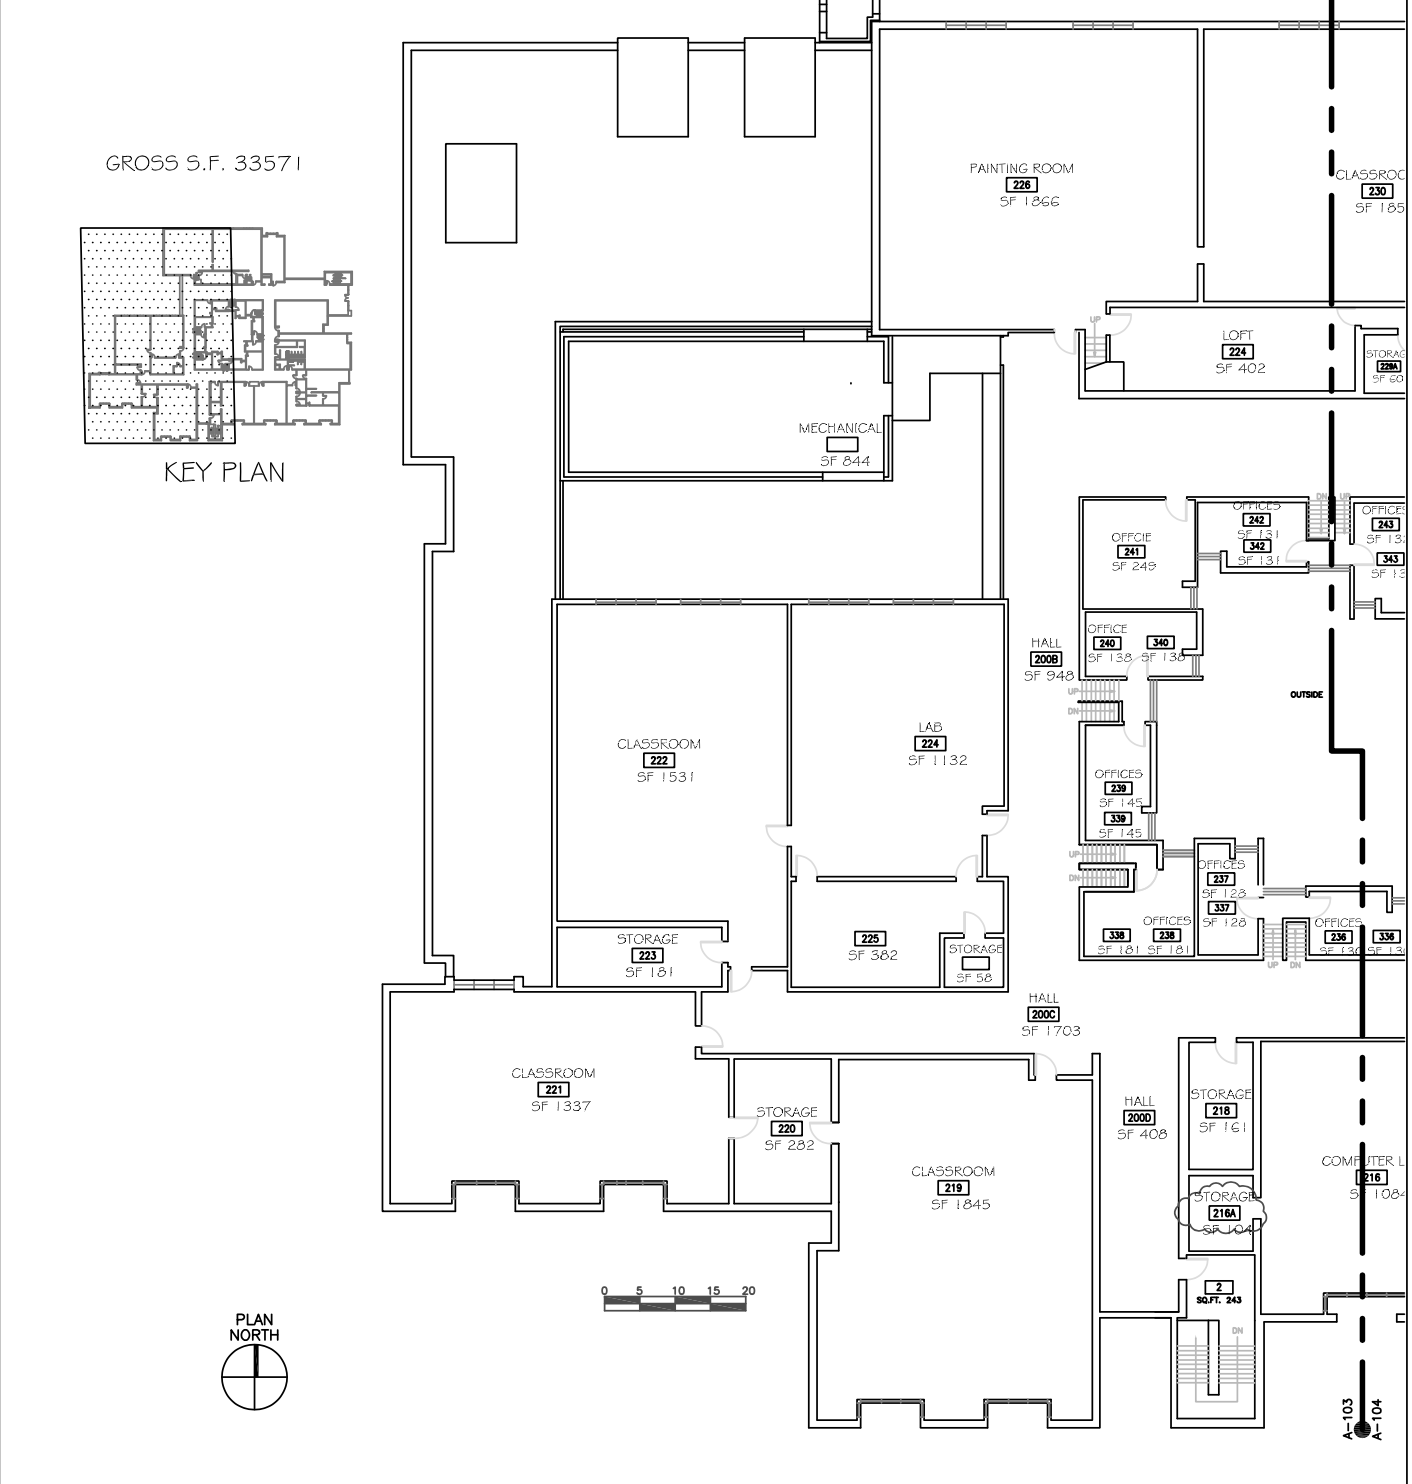 GROSS S.F. 33571
KEY PLAN
PAINTING ROOM
226
SF 1866
CLASSROO
230
SF 185
UP
LOFT
224
SF 402
STORAG
SF 60
MECHANICAL
SF 844
OFFCIE
241
SF 249
OFFICES
242
SF 131
342
SF 131
DN UP
OFFICES
243
SF 13
343
SF 13
OFFICE
240
SF 138
340
SF 138
HALL
200B
SF 948
UP
DN
OUTSIDE
CLASSROOM
222
SF 1531
LAB
224
SF 1132
OFFICES
239
SF 145
339
SF 145
UP
DN
OFFICES
237
SF 128
337
SF 128
OFFICES
338
SF 181
238
SF 181
OFFICES
236
SF 130
336
SF 13
UP DN
STORAGE
223
SF 181
225
SF 382
STORAGE
SF 58
HALL
200C
SF 1703
CLASSROOM
221
SF 1337
STORAGE
220
SF 282
HALL
200D
SF 408
STORAGE
218
SF 161
COMPUTER L
216
SF 1084
CLASSROOM
219
SF 1845
STORAGE
216A
SF 104
2
SQ.FT. 243
DN
0 5 10 15 20
PLAN
NORTH
A-103
A-104